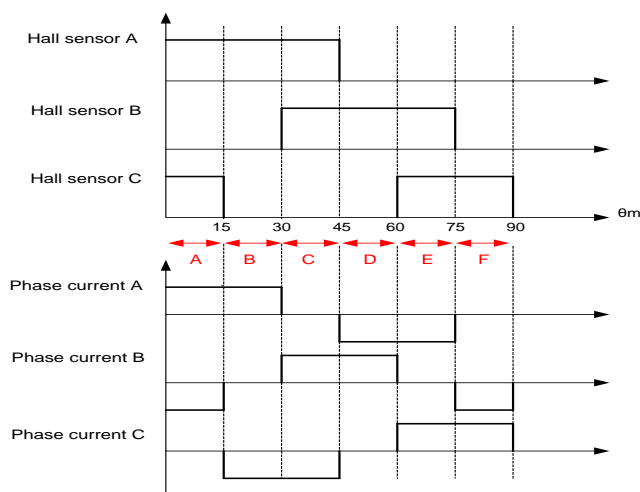 Hall sensor A
Hall sensor B
Hall sensor C
θm
15 30 45 60 75 90
A B C D E F
Phase current A
Phase current B
Phase current C